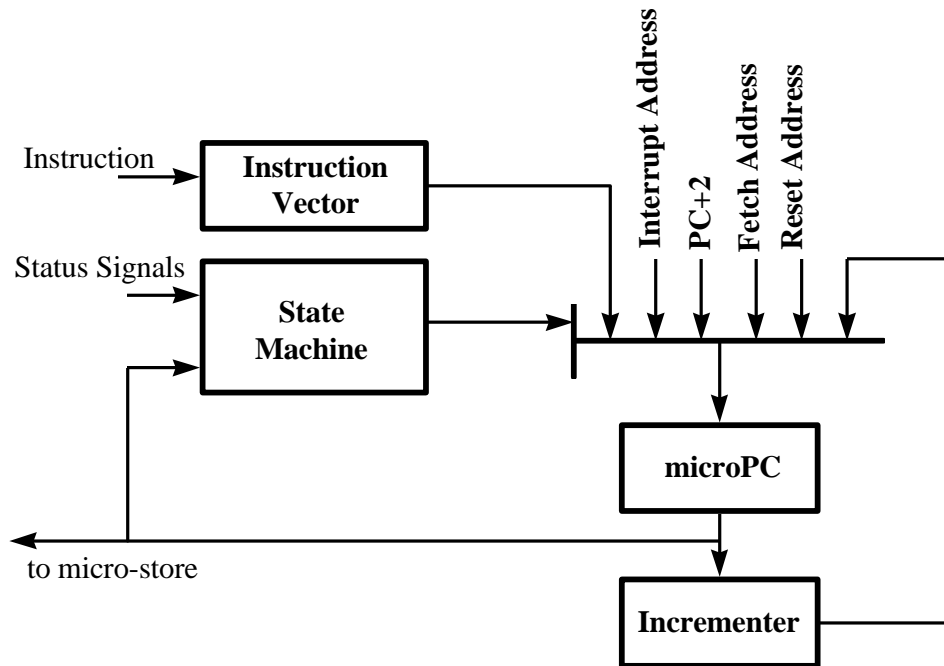 Instruction
Instruction
Vector
Interrupt Address
PC+2
Fetch Address
Reset Address
Status Signals
State
Machine
microPC
to micro-store
Incrementer